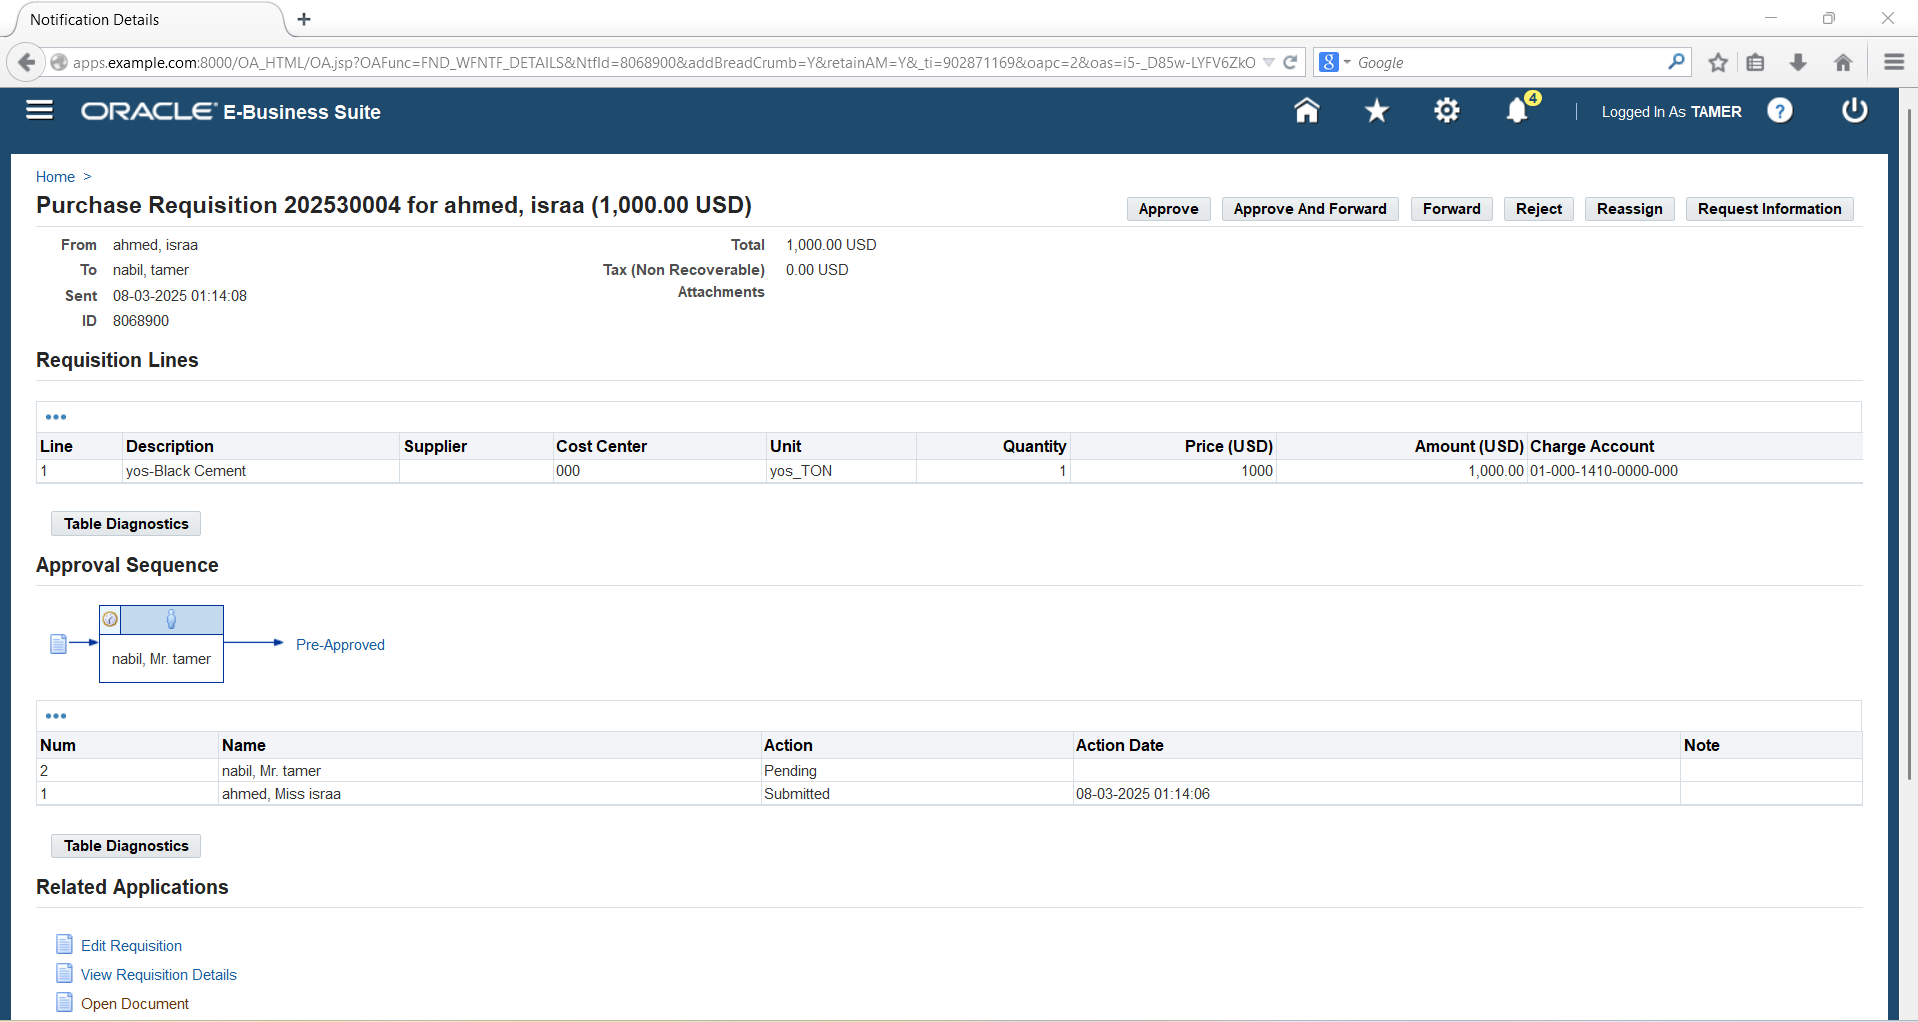 Notification Details
apps.example.com:8000/OA_HTML/OA.jsp?OAFunc=FND_WFNTF_DETAILS&NtfId=8068900&addBreadCrumb=Y&retainAM=Y&_ti=902871169&oapc=2&oas=i5-_D85w-LYFV6ZkO
8 Google
ORACLE E-Business Suite
4
Logged In As TAMER
?
Home >
Purchase Requisition 202530004 for ahmed, israa (1,000.00 USD)
Approve Approve And Forward Forward Reject Reassign Request Information
From ahmed, israa Total 1,000.00 USD
To nabil, tamer Tax (Non Recoverable) 0.00 USD
Sent 08-03-2025 01:14:08 Attachments
ID 8068900
Requisition Lines
Line Description Supplier Cost Center Unit Quantity Price (USD) Amount (USD) Charge Account
1 yos-Black Cement 000 yos_TON 1 1000 1,000.00 01-000-1410-0000-000
Table Diagnostics
Approval Sequence
nabil, Mr. tamer
Pre-Approved
Num Name Action Action Date Note
2 nabil, Mr. tamer Pending
1 ahmed, Miss israa Submitted 08-03-2025 01:14:06
Table Diagnostics
Related Applications
Edit Requisition
View Requisition Details
Open Document